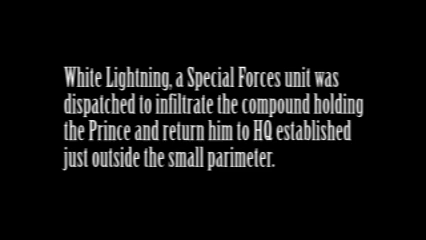 White Lightning, a Special Forces unit was
dispatched to infiltrate the compound holding
the Prince and return him to HQ established
just outside the small parimeter.